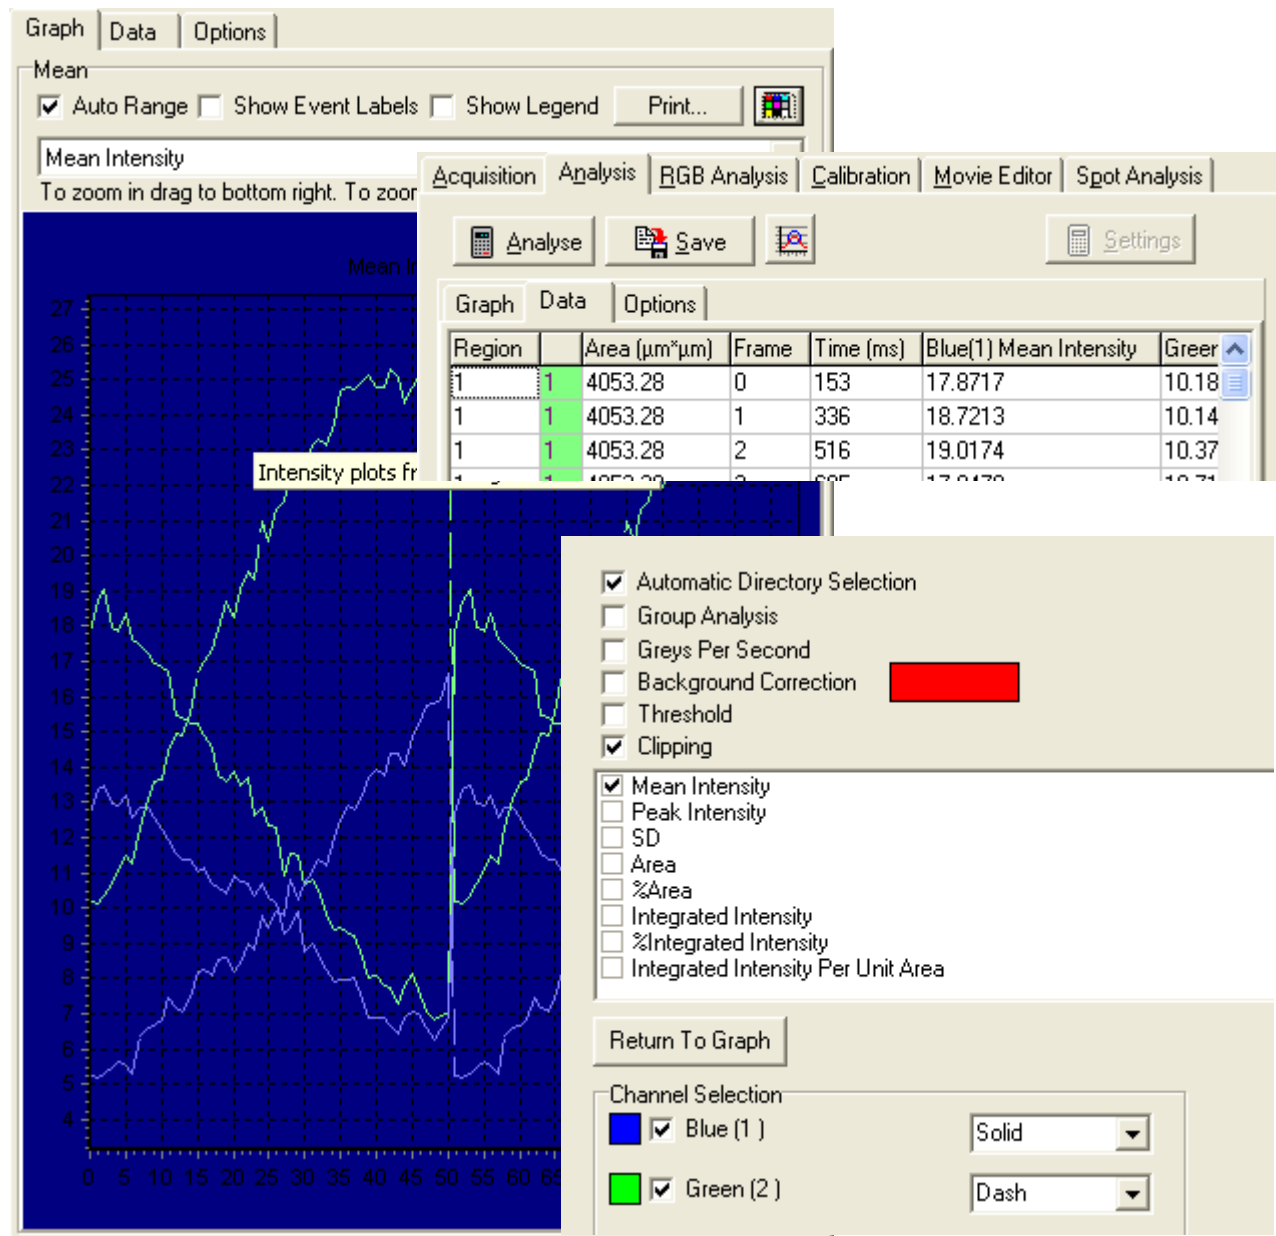 Graph Data Options
Mean
Auto Range Show Event Labels Show Legend Print...
Mean Intensity
To zoom in drag to bottom right. To zoor
Mean I
27
26
25
24
23
22
21
20
19
18
17
16
15
14
13
12
11
10
9
8
7
6
5
4
0 5 10 15 20 25 30 35 40 45 50 55 60 65
Intensity plots fr
Acquisition Analysis RGB Analysis Calibration Movie Editor Spot Analysis
Analyse Save Settings
Graph Data Options
Region Area (µm*µm) Frame Time (ms) Blue(1) Mean Intensity Greer
1 1 4053.28 0 153 17.8717 10.18
1 1 4053.28 1 336 18.7213 10.14
1 1 4053.28 2 516 19.0174 10.37
Automatic Directory Selection
Group Analysis
Greys Per Second
Background Correction
Threshold
Clipping
Mean Intensity
Peak Intensity
SD
Area
%Area
Integrated Intensity
%Integrated Intensity
Integrated Intensity Per Unit Area
Return To Graph
Channel Selection
Blue (1 ) Solid
Green (2 ) Dash